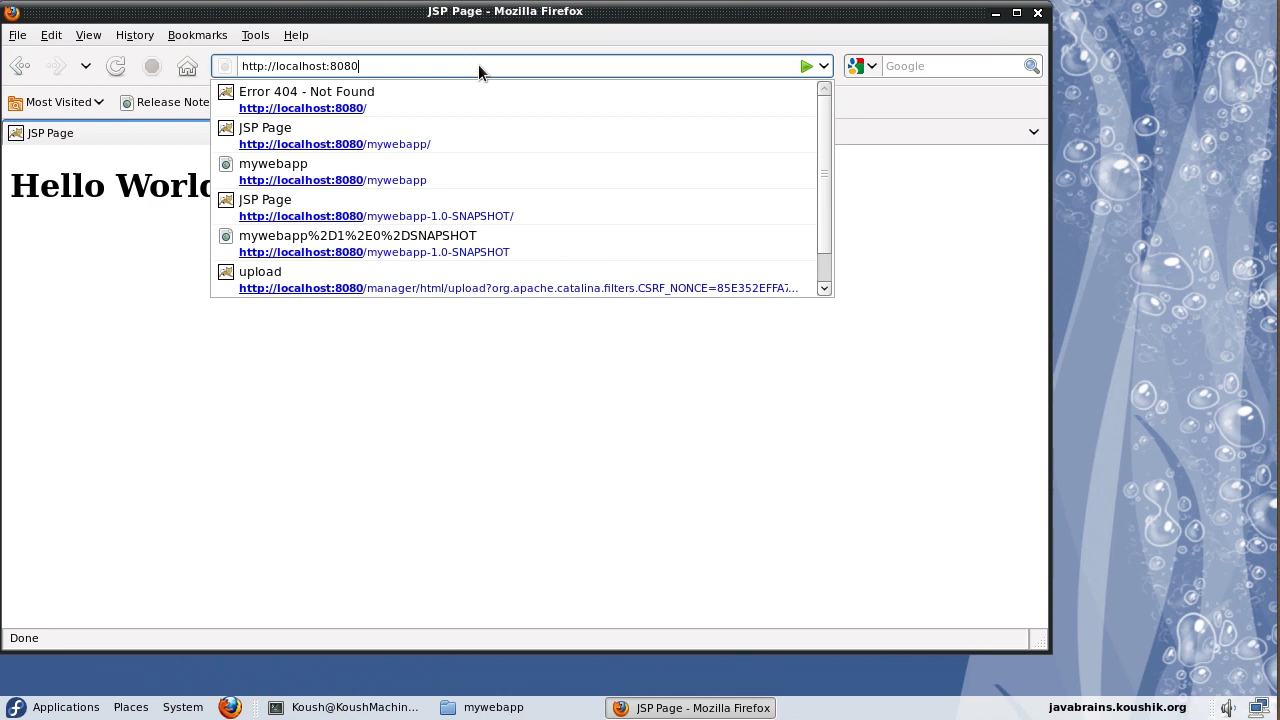 JSP Page - Mozilla Firefox
File Edit View History Bookmarks Tools Help
http://localhost:8080
Google
Most Visited
Release Note
Error 404 - Not Found
http://localhost:8080/
JSP Page
http://localhost:8080/mywebapp/
mywebapp
http://localhost:8080/mywebapp
JSP Page
http://localhost:8080/mywebapp-1.0-SNAPSHOT/
mywebapp%2D1%2E0%2DSNAPSHOT
http://localhost:8080/mywebapp-1.0-SNAPSHOT
upload
http://localhost:8080/manager/html/upload?org.apache.catalina.filters.CSRF_NONCE=85E352EFFA7...
JSP Page
Hello World
Done
Applications Places System Koush@KoushMachin... mywebapp JSP Page - Mozilla Firefox javabrains.koushik.org